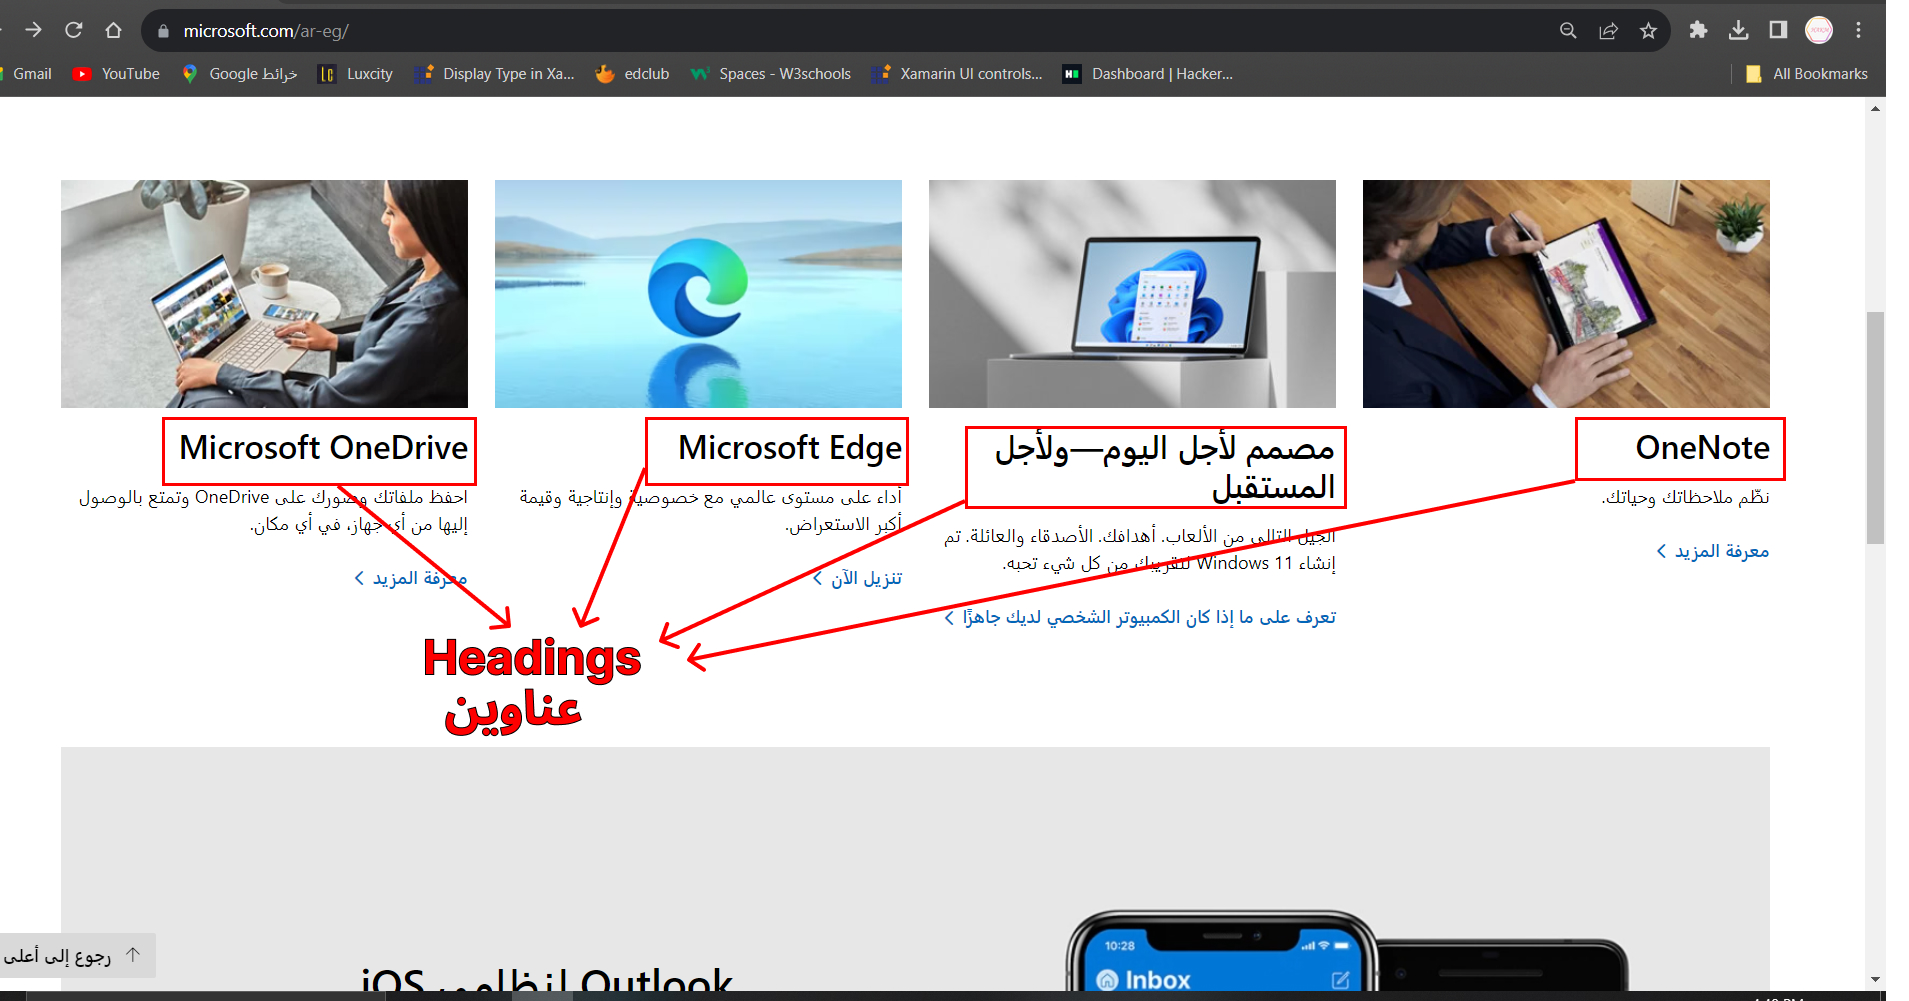 microsoft.com/ar-eg/
Gmail
YouTube
Google خرائط
Luxcity
Display Type in Xa...
edclub
Spaces - W3schools
Xamarin UI controls...
Dashboard | Hacker...
All Bookmarks
OneNote
نظّم ملاحظاتك وحياتك.
معرفة المزيد
مصمم لأجل اليوم—ولأجل
المستقبل
الجيل التالي من الألعاب. أهدافك. الأصدقاء والعائلة. تم
إنشاء Windows 11 لتقريبك من كل شيء تحبه.
تعرف على ما إذا كان الكمبيوتر الشخصي لديك جاهزًا
Microsoft Edge
أداء على مستوى عالمي مع خصوصية وإنتاجية وقيمة
أكبر الاستعراض.
تنزيل الآن
Microsoft OneDrive
احفظ ملفاتك وصورك على OneDrive وتمتع بالوصول
إليها من أي جهاز، في أي مكان.
معرفة المزيد
Headings
عناوين
رجوع إلى أعلى
Outlook لنظامي iOS
10:28
Inbox